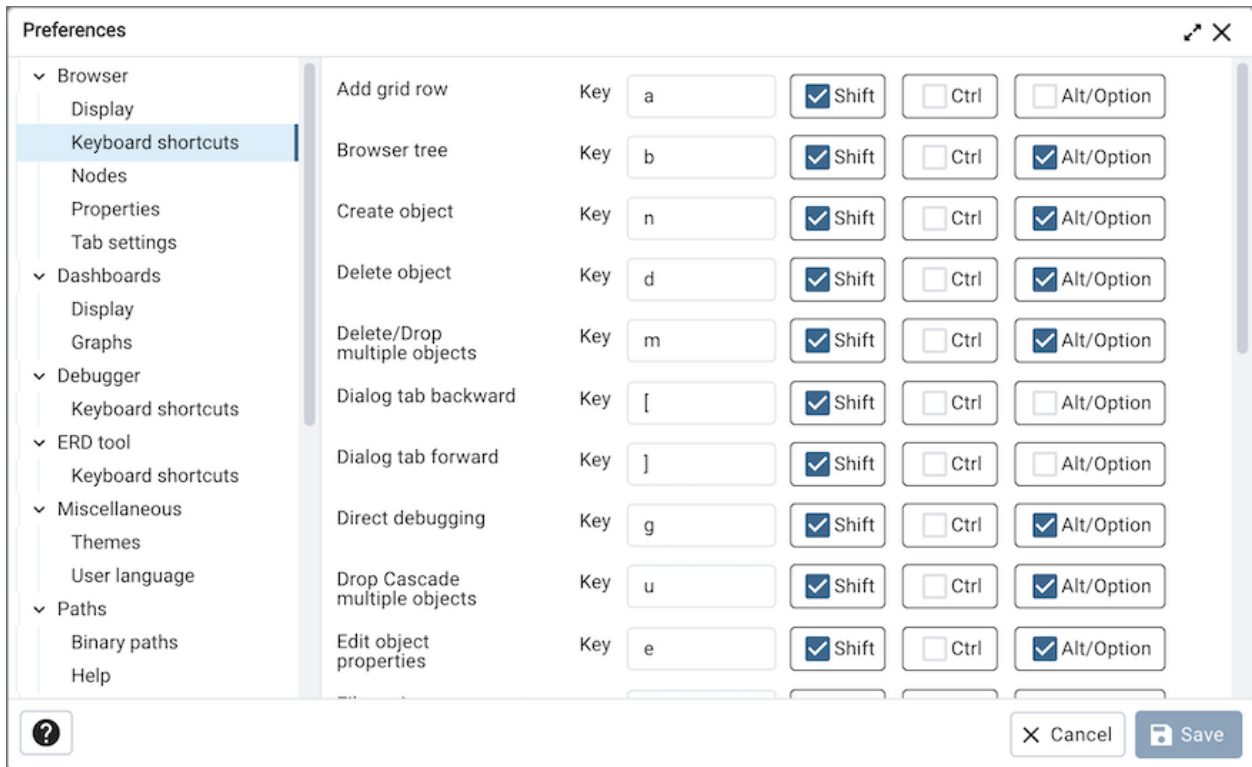 Preferences
Browser
Display
Keyboard shortcuts
Nodes
Properties
Tab settings
Dashboards
Display
Graphs
Debugger
Keyboard shortcuts
ERD tool
Keyboard shortcuts
Miscellaneous
Themes
User language
Paths
Binary paths
Help
Add grid row Key a Shift Ctrl Alt/Option
Browser tree Key b Shift Ctrl Alt/Option
Create object Key n Shift Ctrl Alt/Option
Delete object Key d Shift Ctrl Alt/Option
Delete/Drop
multiple objects Key m Shift Ctrl Alt/Option
Dialog tab backward Key [ Shift Ctrl Alt/Option
Dialog tab forward Key ] Shift Ctrl Alt/Option
Direct debugging Key g Shift Ctrl Alt/Option
Drop Cascade
multiple objects Key u Shift Ctrl Alt/Option
Edit object
properties Key e Shift Ctrl Alt/Option
? Cancel Save